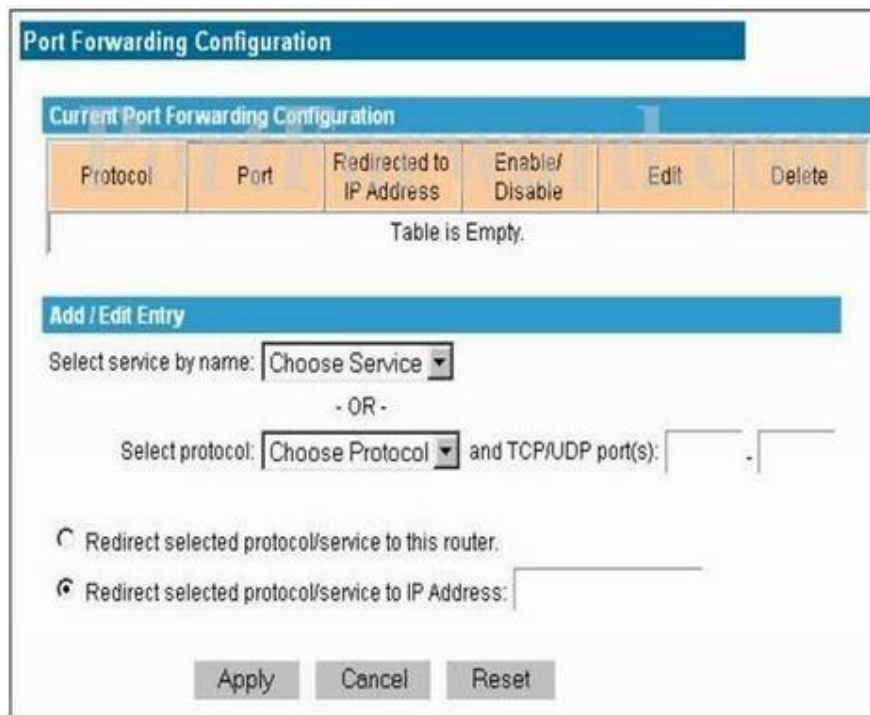 Port Forwarding Configuration
Current Port Forwarding Configuration
Protocol Port Redirected to IP Address Enable/ Disable Edit Delete
Table is Empty.
Add / Edit Entry
Select service by name: Choose Service
- OR -
Select protocol: Choose Protocol and TCP/UDP port(s): -
Redirect selected protocol/service to this router.
Redirect selected protocol/service to IP Address:
Apply Cancel Reset